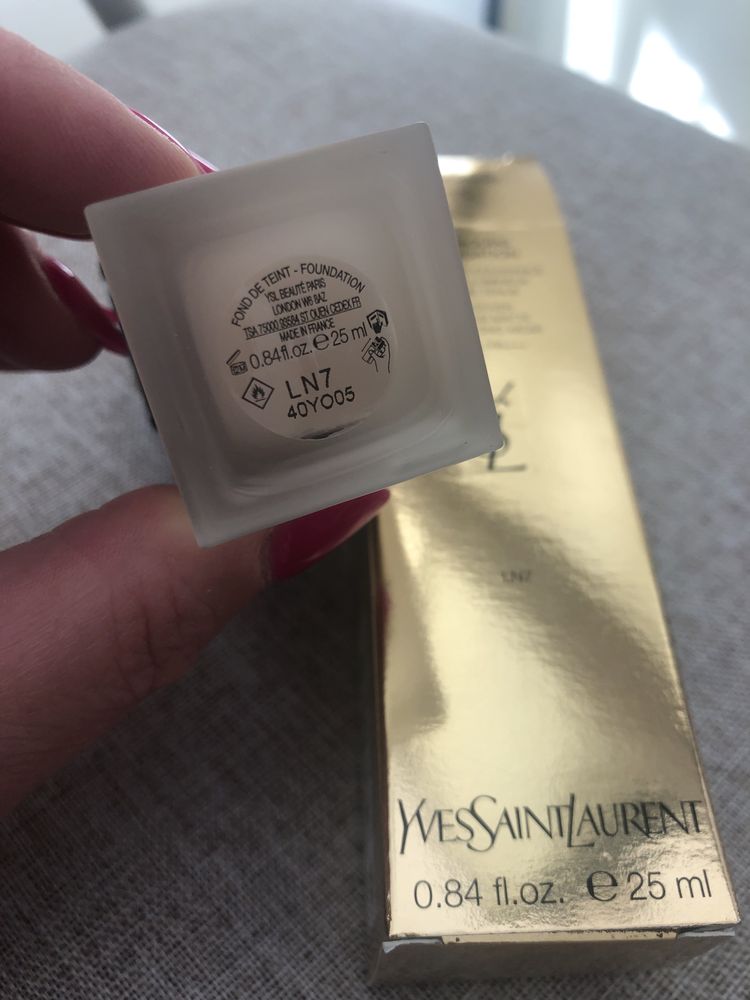 FOND DE TEINT - FOUNDATION
YSL BEAUTÉ PARIS
LONDON W6 8AZ
TSA 75000 93584 ST OUEN CEDEX FR
MADE IN FRANCE
0.84 fl.oz. e 25 ml
LN7
40YO05
LN7
YVESSAINTLAURENT
0.84 fl.oz. e 25 ml